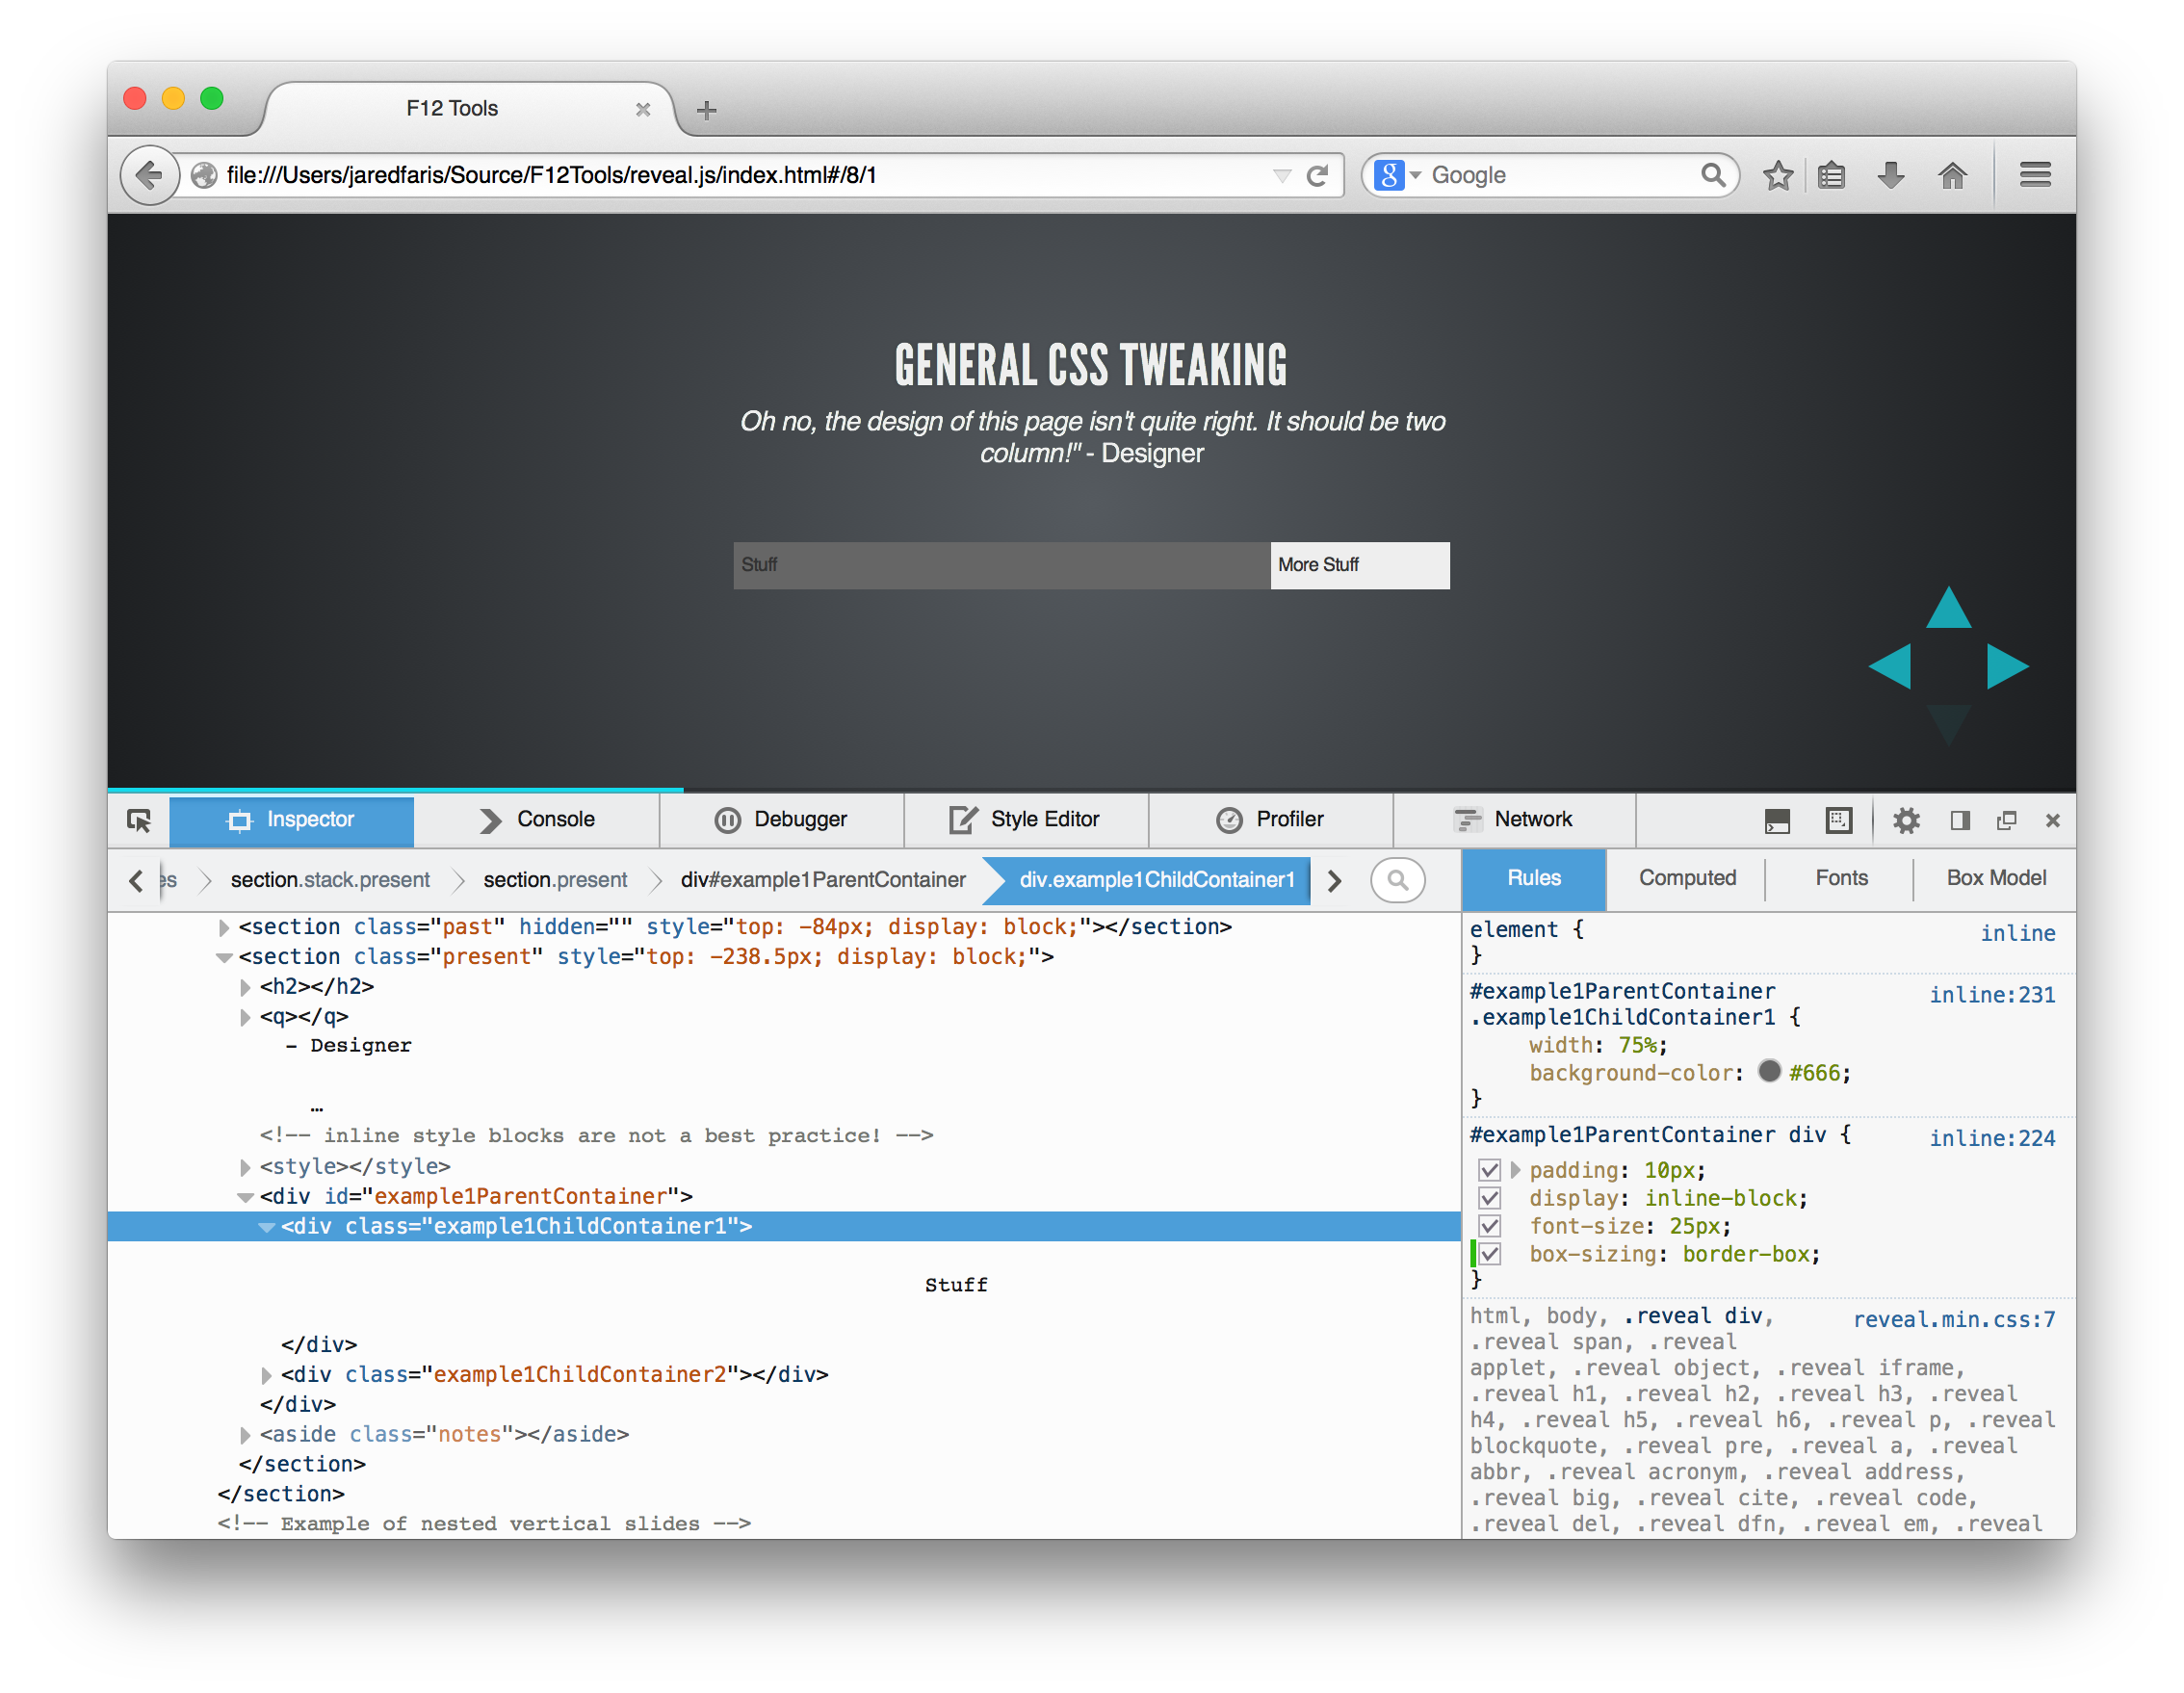 F12 Tools
file:///Users/jaredfaris/Source/F12Tools/reveal.js/index.html#/8/1
Google
GENERAL CSS TWEAKING
Oh no, the design of this page isn't quite right. It should be two
column!" - Designer
Stuff
More Stuff
Inspector
Console
Debugger
Style Editor
Profiler
Network
es
section.stack.present
section.present
div#example1ParentContainer
div.example1ChildContainer1
Rules
Computed
Fonts
Box Model
<section class="past" hidden="" style="top: -84px; display: block;"></section>
<section class="present" style="top: -238.5px; display: block;">
<h2></h2>
<q></q>
- Designer
…
<!-- inline style blocks are not a best practice! -->
<style></style>
<div id="example1ParentContainer">
<div class="example1ChildContainer1">
Stuff
</div>
<div class="example1ChildContainer2"></div>
</div>
<aside class="notes"></aside>
</section>
</section>
<!-- Example of nested vertical slides -->
element {
inline
}
#example1ParentContainer
inline:231
.example1ChildContainer1 {
width: 75%;
background-color: #666;
}
#example1ParentContainer div {
inline:224
padding: 10px;
display: inline-block;
font-size: 25px;
box-sizing: border-box;
}
html, body, .reveal div,
reveal.min.css:7
.reveal span, .reveal
applet, .reveal object, .reveal iframe,
.reveal h1, .reveal h2, .reveal h3, .reveal
h4, .reveal h5, .reveal h6, .reveal p, .reveal
blockquote, .reveal pre, .reveal a, .reveal
abbr, .reveal acronym, .reveal address,
.reveal big, .reveal cite, .reveal code,
.reveal del, .reveal dfn, .reveal em, .reveal